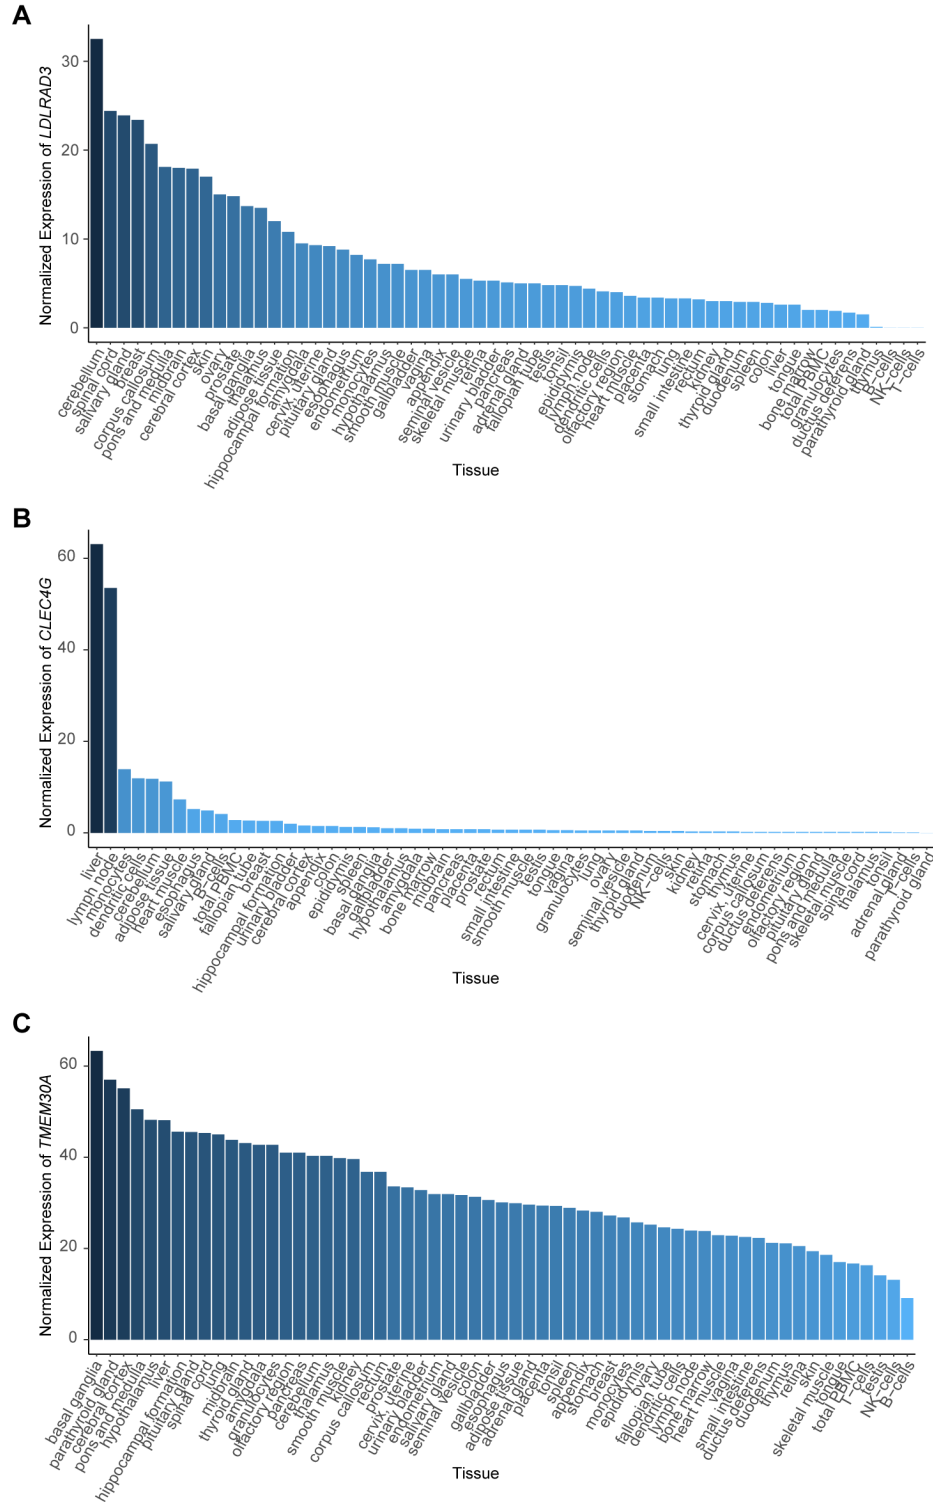 A
Normalized Expression of LDLRAD3
30
20
10
0
cerebellum
spinal cord
salivary gland
breast
corpus callosum
pons and medulla
midbrain
cerebral cortex
skin
ovary
prostate
basal ganglia
thalamus
adipose tissue
hippocampal formation
amygdala
cervix, uterine
pituitary gland
esophagus
endometrium
monocytes
hypothalamus
smooth muscle
gallbladder
vagina
appendix
seminal vesicle
skeletal muscle
retina
urinary bladder
pancreas
adrenal gland
fallopian tube
testis
tonsil
epididymis
lymph node
dendritic cells
olfactory region
heart muscle
placenta
stomach
lung
small intestine
rectum
kidney
thyroid gland
duodenum
spleen
colon
liver
tongue
bone marrow
total PBMC
granulocytes
ductus deferens
parathyroid gland
thymus
B-cells
NK-cells
T-cells
Tissue
B
Normalized Expression of CLEC4G
60
40
20
0
liver
lymph node
monocytes
dendritic cells
cerebellum
adipose tissue
heart muscle
esophagus
salivary gland
B-cells
total PBMC
fallopian tube
breast
hippocampal formation
urinary bladder
cerebral cortex
appendix
colon
epididymis
spleen
basal ganglia
gallbladder
hypothalamus
amygdala
bone marrow
midbrain
pancreas
placenta
prostate
rectum
small intestine
smooth muscle
testis
tongue
vagina
granulocytes
lung
ovary
seminal vesicle
thyroid gland
duodenum
NK-cells
skin
kidney
retina
stomach
thymus
cervix, uterine
corpus callosum
ductus deferens
endometrium
olfactory region
pituitary gland
pons and medulla
skeletal muscle
spinal cord
thalamus
tonsil
adrenal gland
T-cells
parathyroid gland
Tissue
C
Normalized Expression of TMEM30A
60
40
20
0
basal ganglia
parathyroid gland
cerebral cortex
pons and medulla
hypothalamus
liver
hippocampal formation
pituitary gland
spinal cord
lung
midbrain
thyroid gland
amygdala
granulocytes
olfactory region
pancreas
cerebellum
thalamus
smooth muscle
kidney
corpus callosum
rectum
prostate
cervix, uterine
urinary bladder
endometrium
salivary gland
seminal vesicle
colon
gallbladder
esophagus
adipose tissue
adrenal gland
placenta
tonsil
spleen
appendix
stomach
breast
monocytes
epididymis
ovary
fallopian tube
dendritic cells
lymph node
bone marrow
heart muscle
vagina
small intestine
ductus deferens
duodenum
thymus
retina
skin
skeletal muscle
tongue
total PBMC
T-cells
testis
NK-cells
B-cells
Tissue